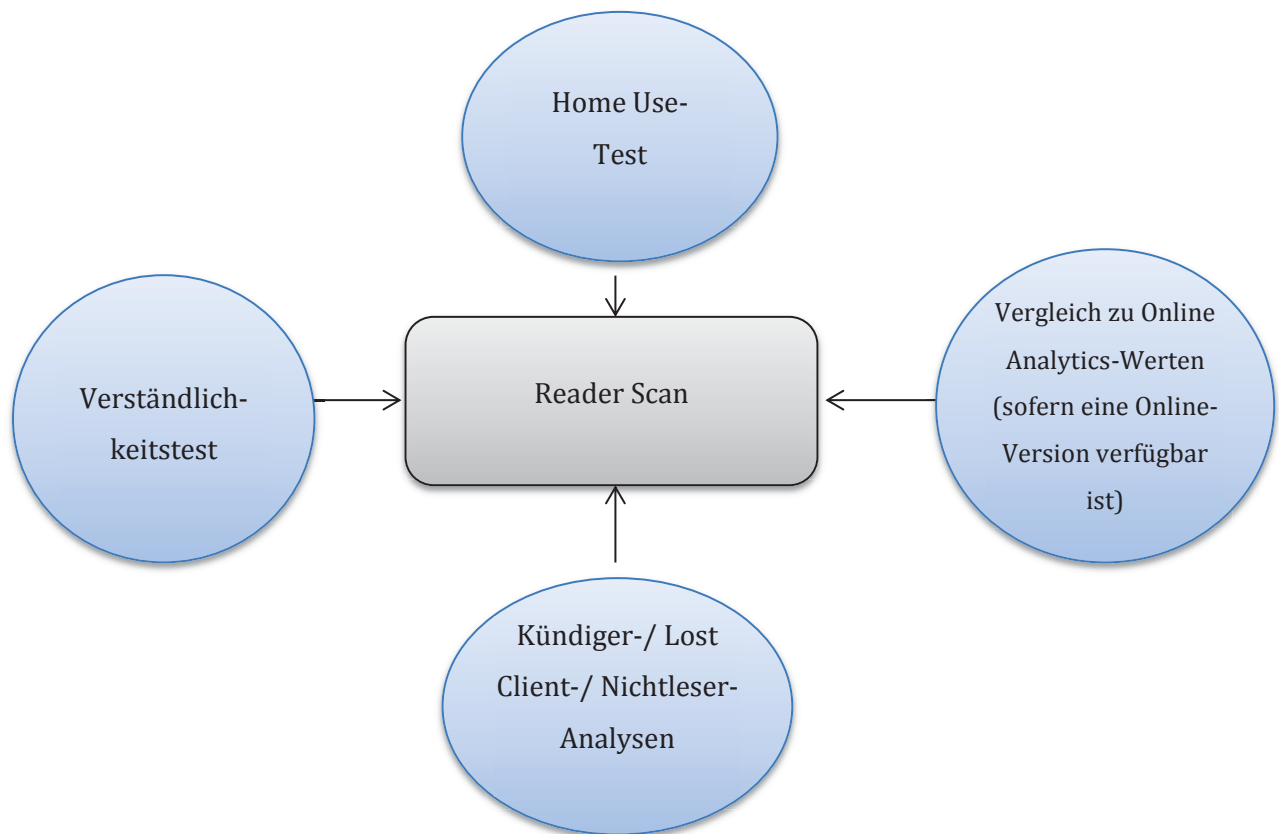 Home Use-
Test
Verständlich-
keitstest
Reader Scan
Vergleich zu Online
Analytics-Werten
(sofern eine Online-
Version verfügbar
ist)
Kündiger-/ Lost
Client-/ Nichtleser-
Analysen